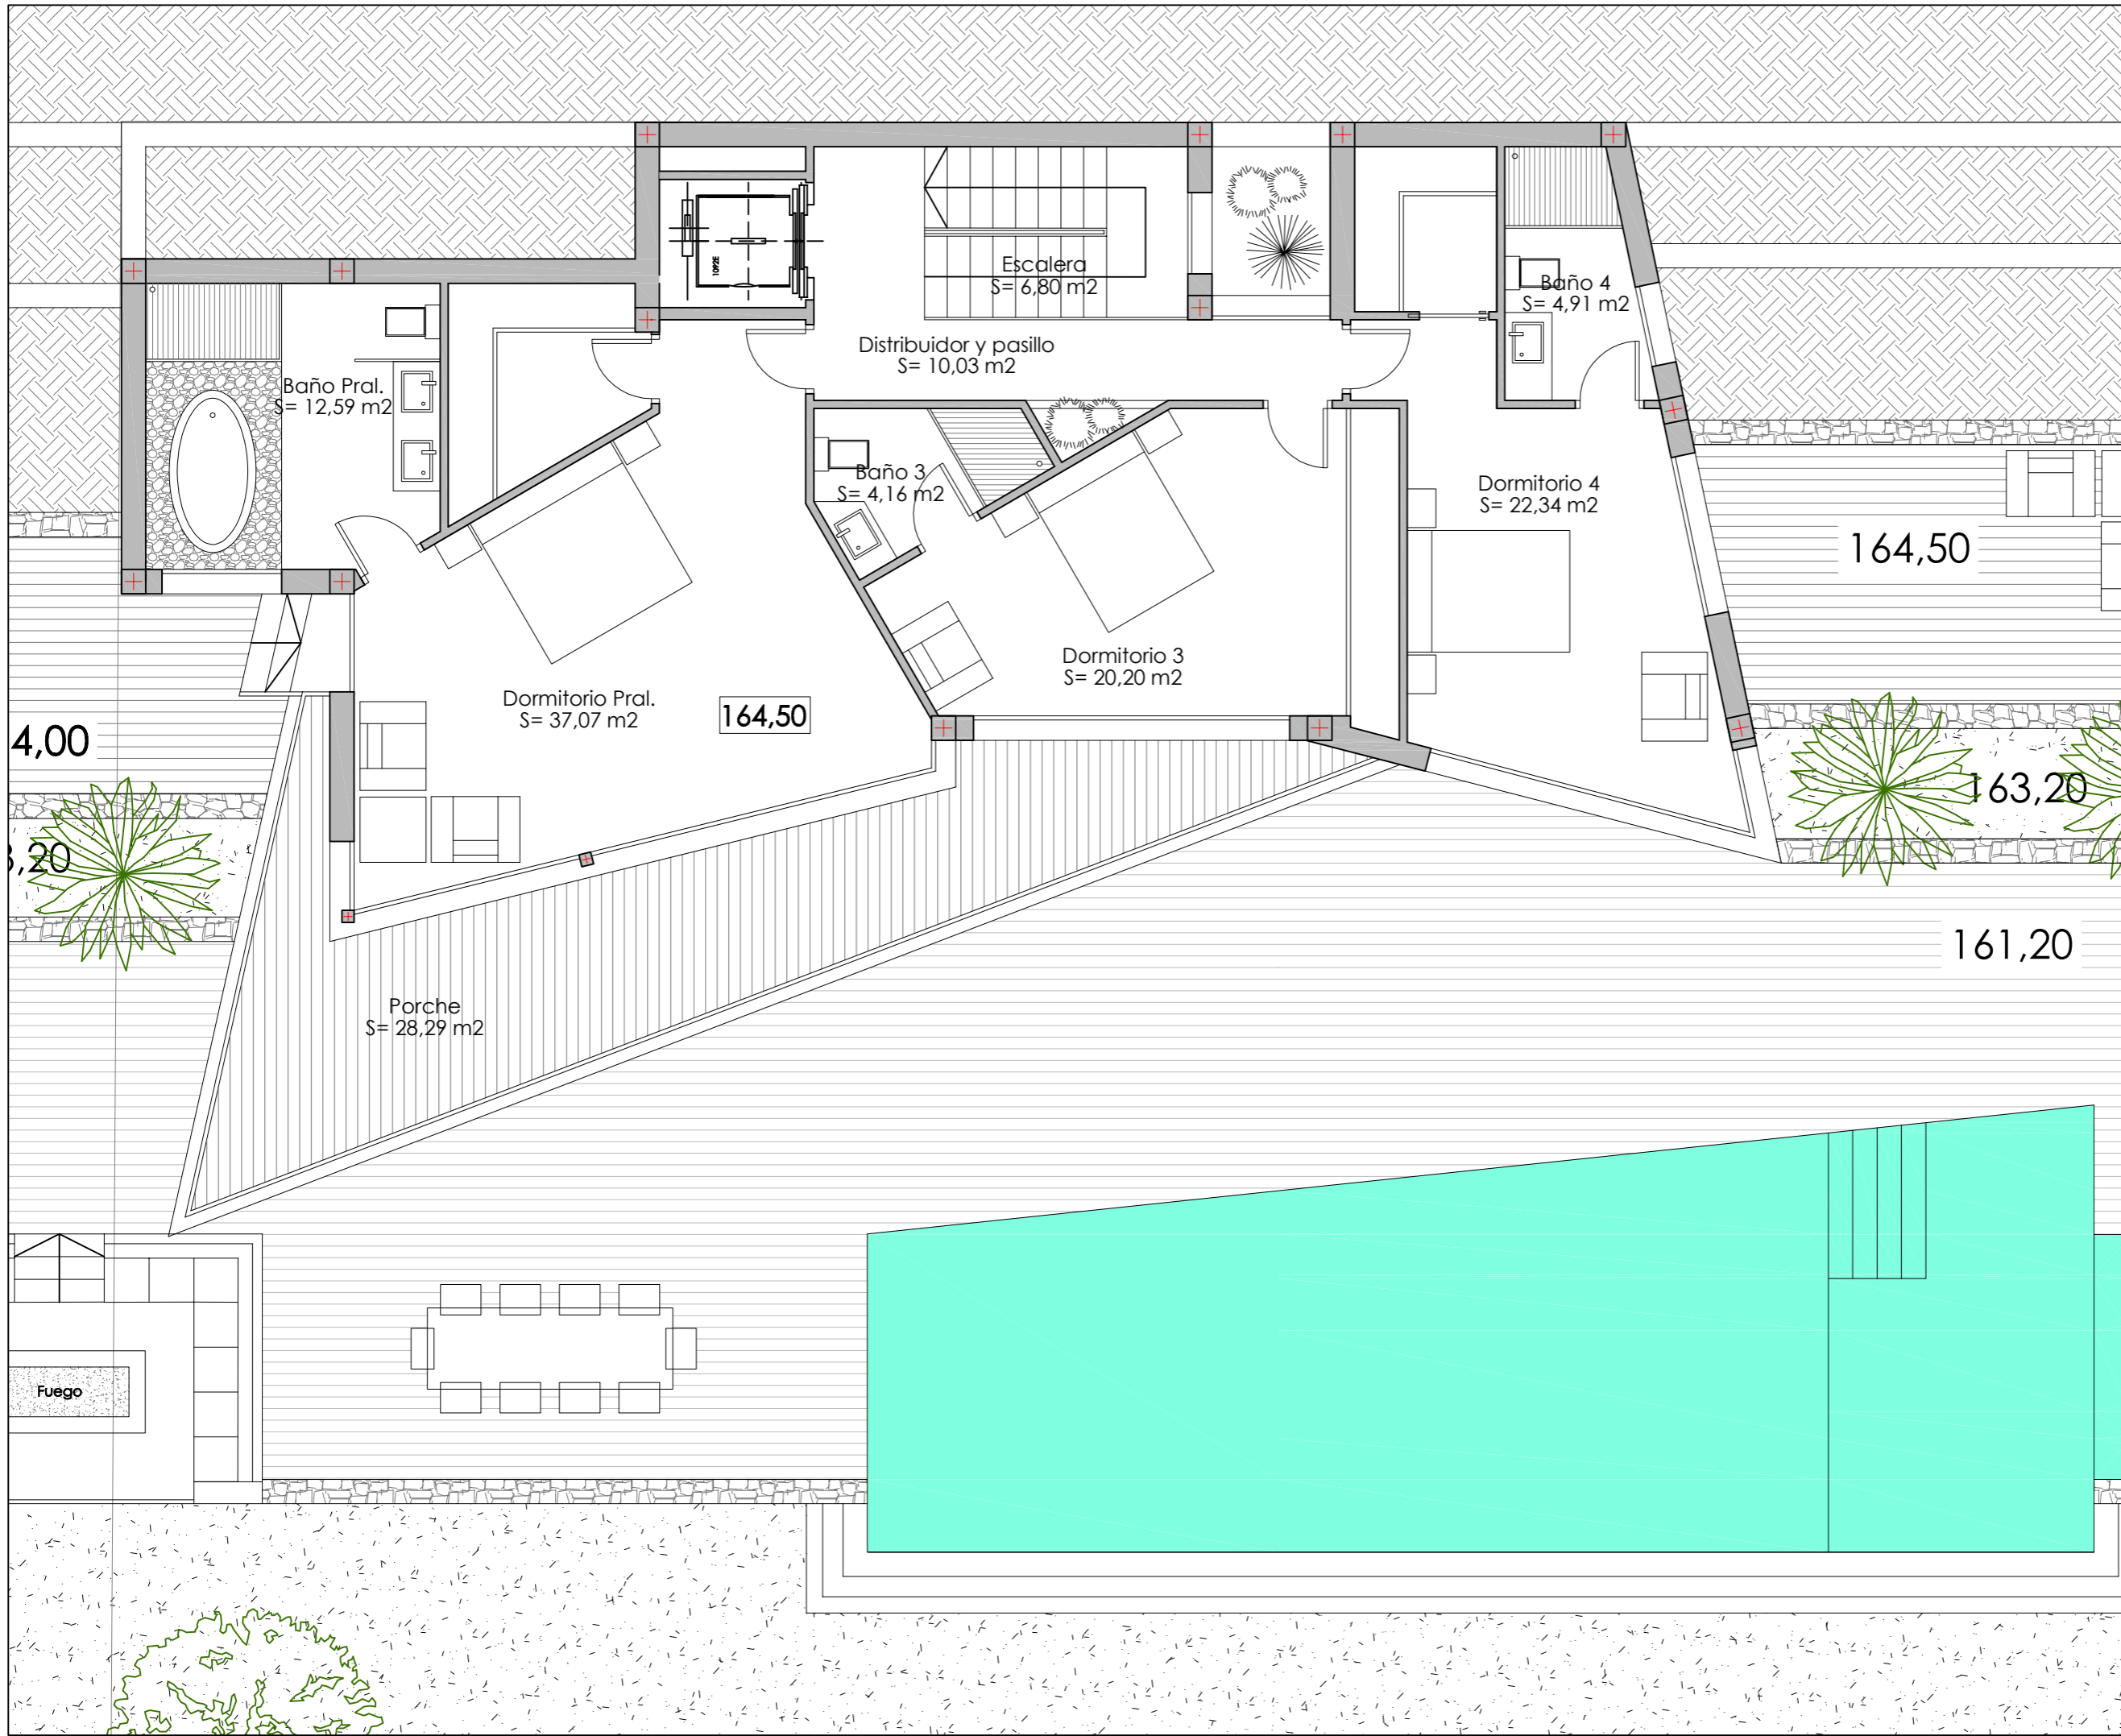 1092E
Escalera
S= 6,80 m2
Baño 4
S= 4,91 m2
Distribuidor y pasillo
S= 10,03 m2
Baño Pral.
S= 12,59 m2
Baño 3
S= 4,16 m2
Dormitorio 4
S= 22,34 m2
164,50
Dormitorio 3
S= 20,20 m2
Dormitorio Pral.
S= 37,07 m2
164,50
4,00
163,20
3,20
161,20
Porche
S= 28,29 m2
Fuego